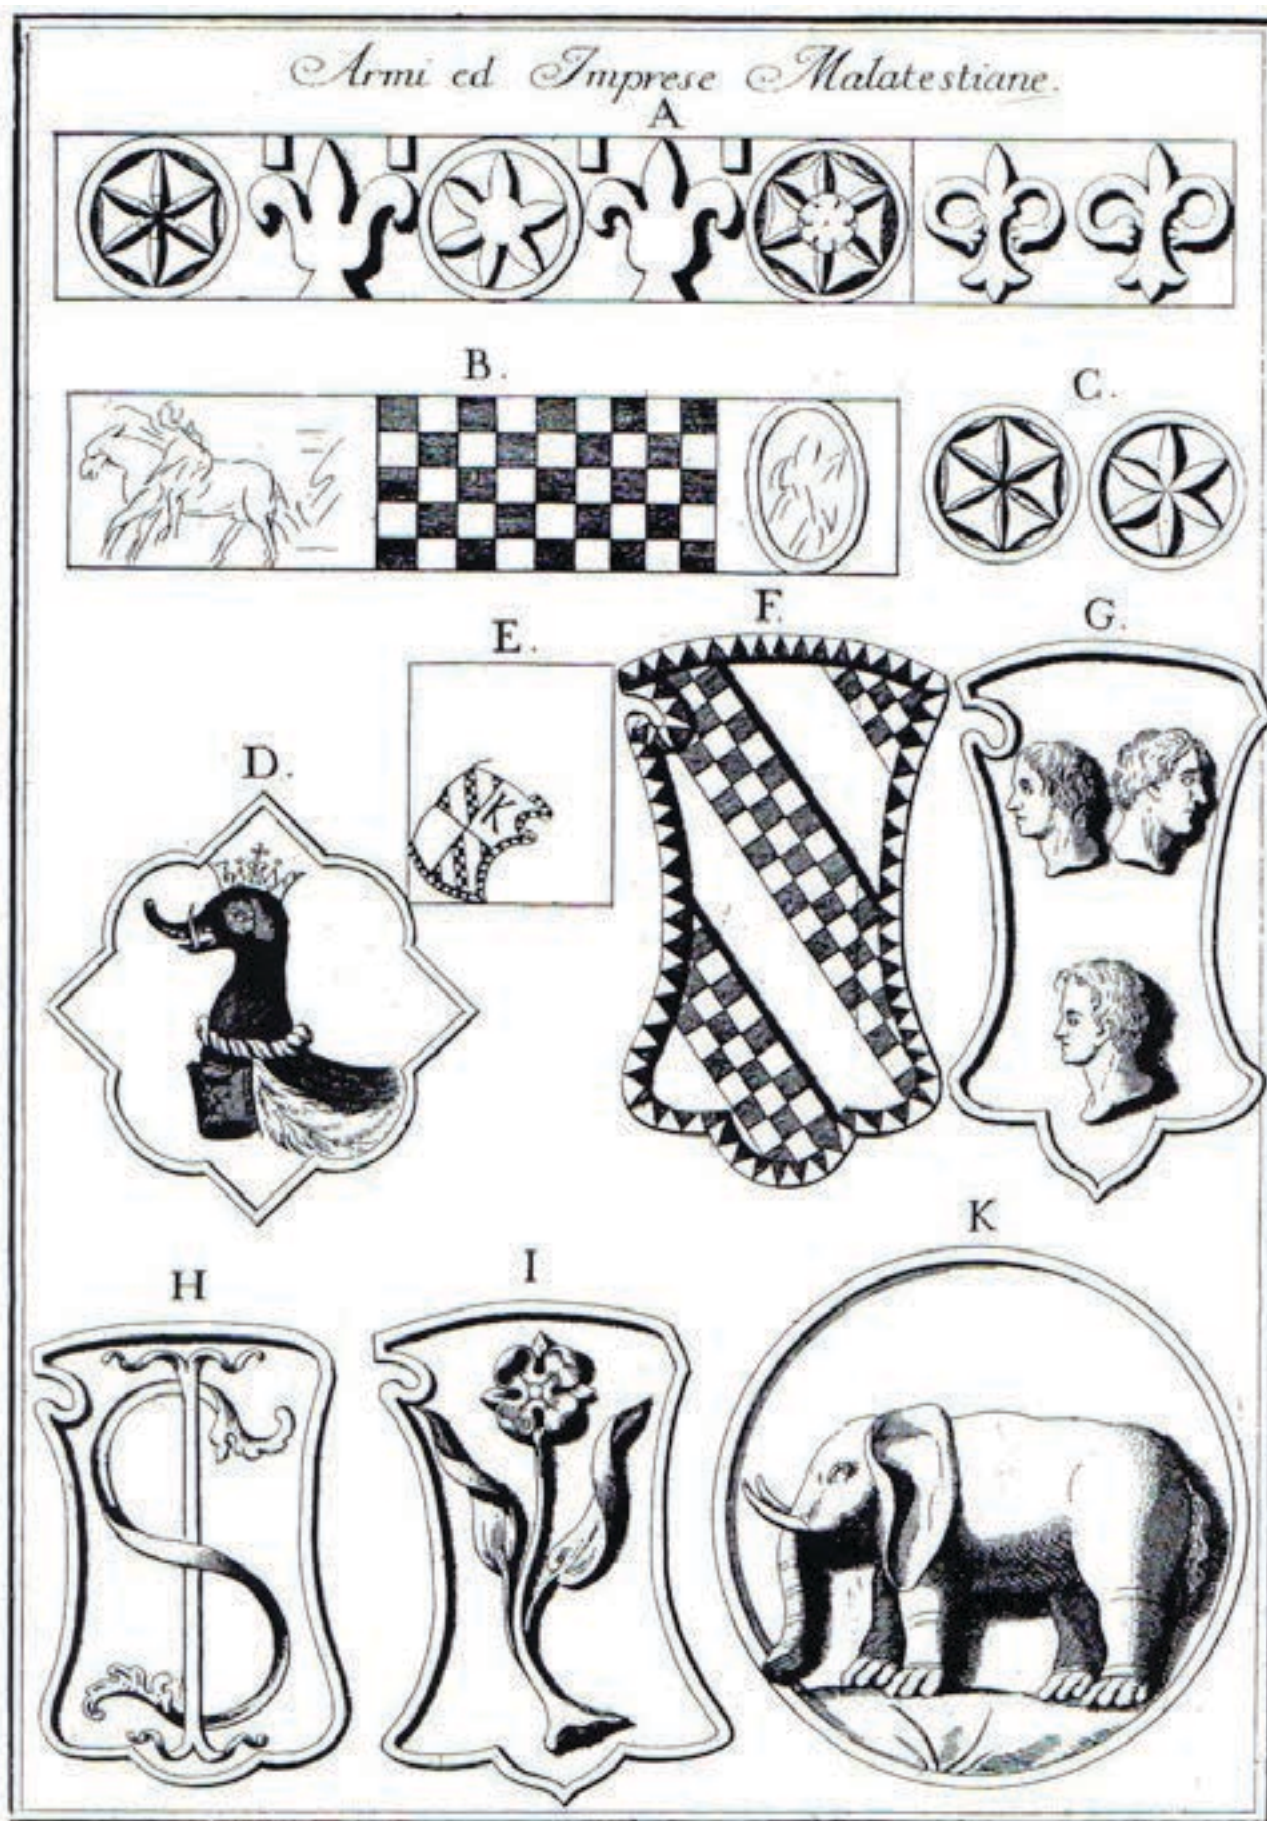 Armi ed Imprese Malatestiane.
A
B.
C.
D.
E.
F.
G.
H
I
K